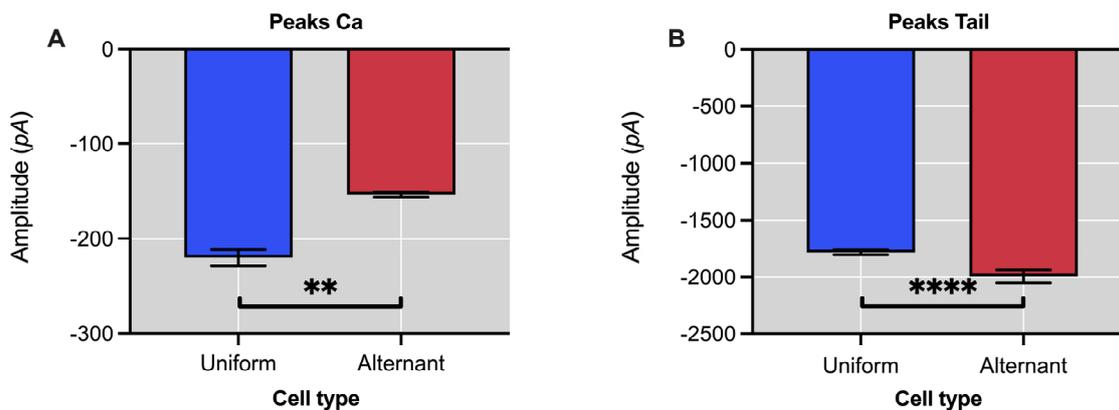 A
Peaks Ca
0
-100
-200
-300
Amplitude (pA)
**
Uniform
Alternant
Cell type
B
Peaks Tail
0
-500
-1000
-1500
-2000
-2500
Amplitude (pA)
****
Uniform
Alternant
Cell type